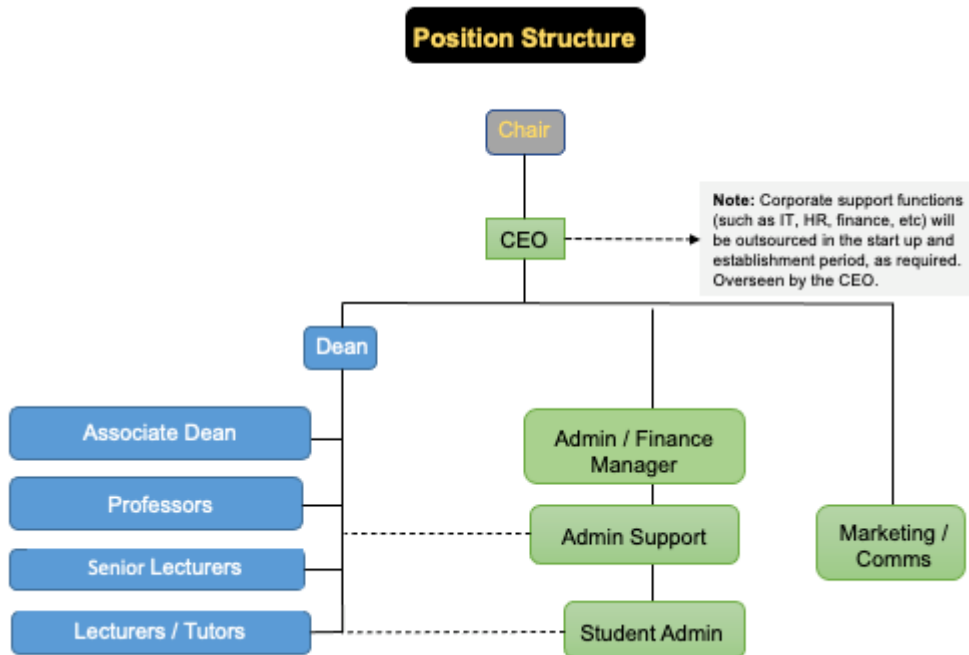 Position Structure
Chair
Note: Corporate support functions
(such as IT, HR, finance, etc) will
be outsourced in the start up and
establishment period, as required.
Overseen by the CEO.
CEO
Dean
Associate Dean
Admin / Finance
Manager
Professors
Admin Support
Marketing /
Comms
Senior Lecturers
Lecturers / Tutors
Student Admin